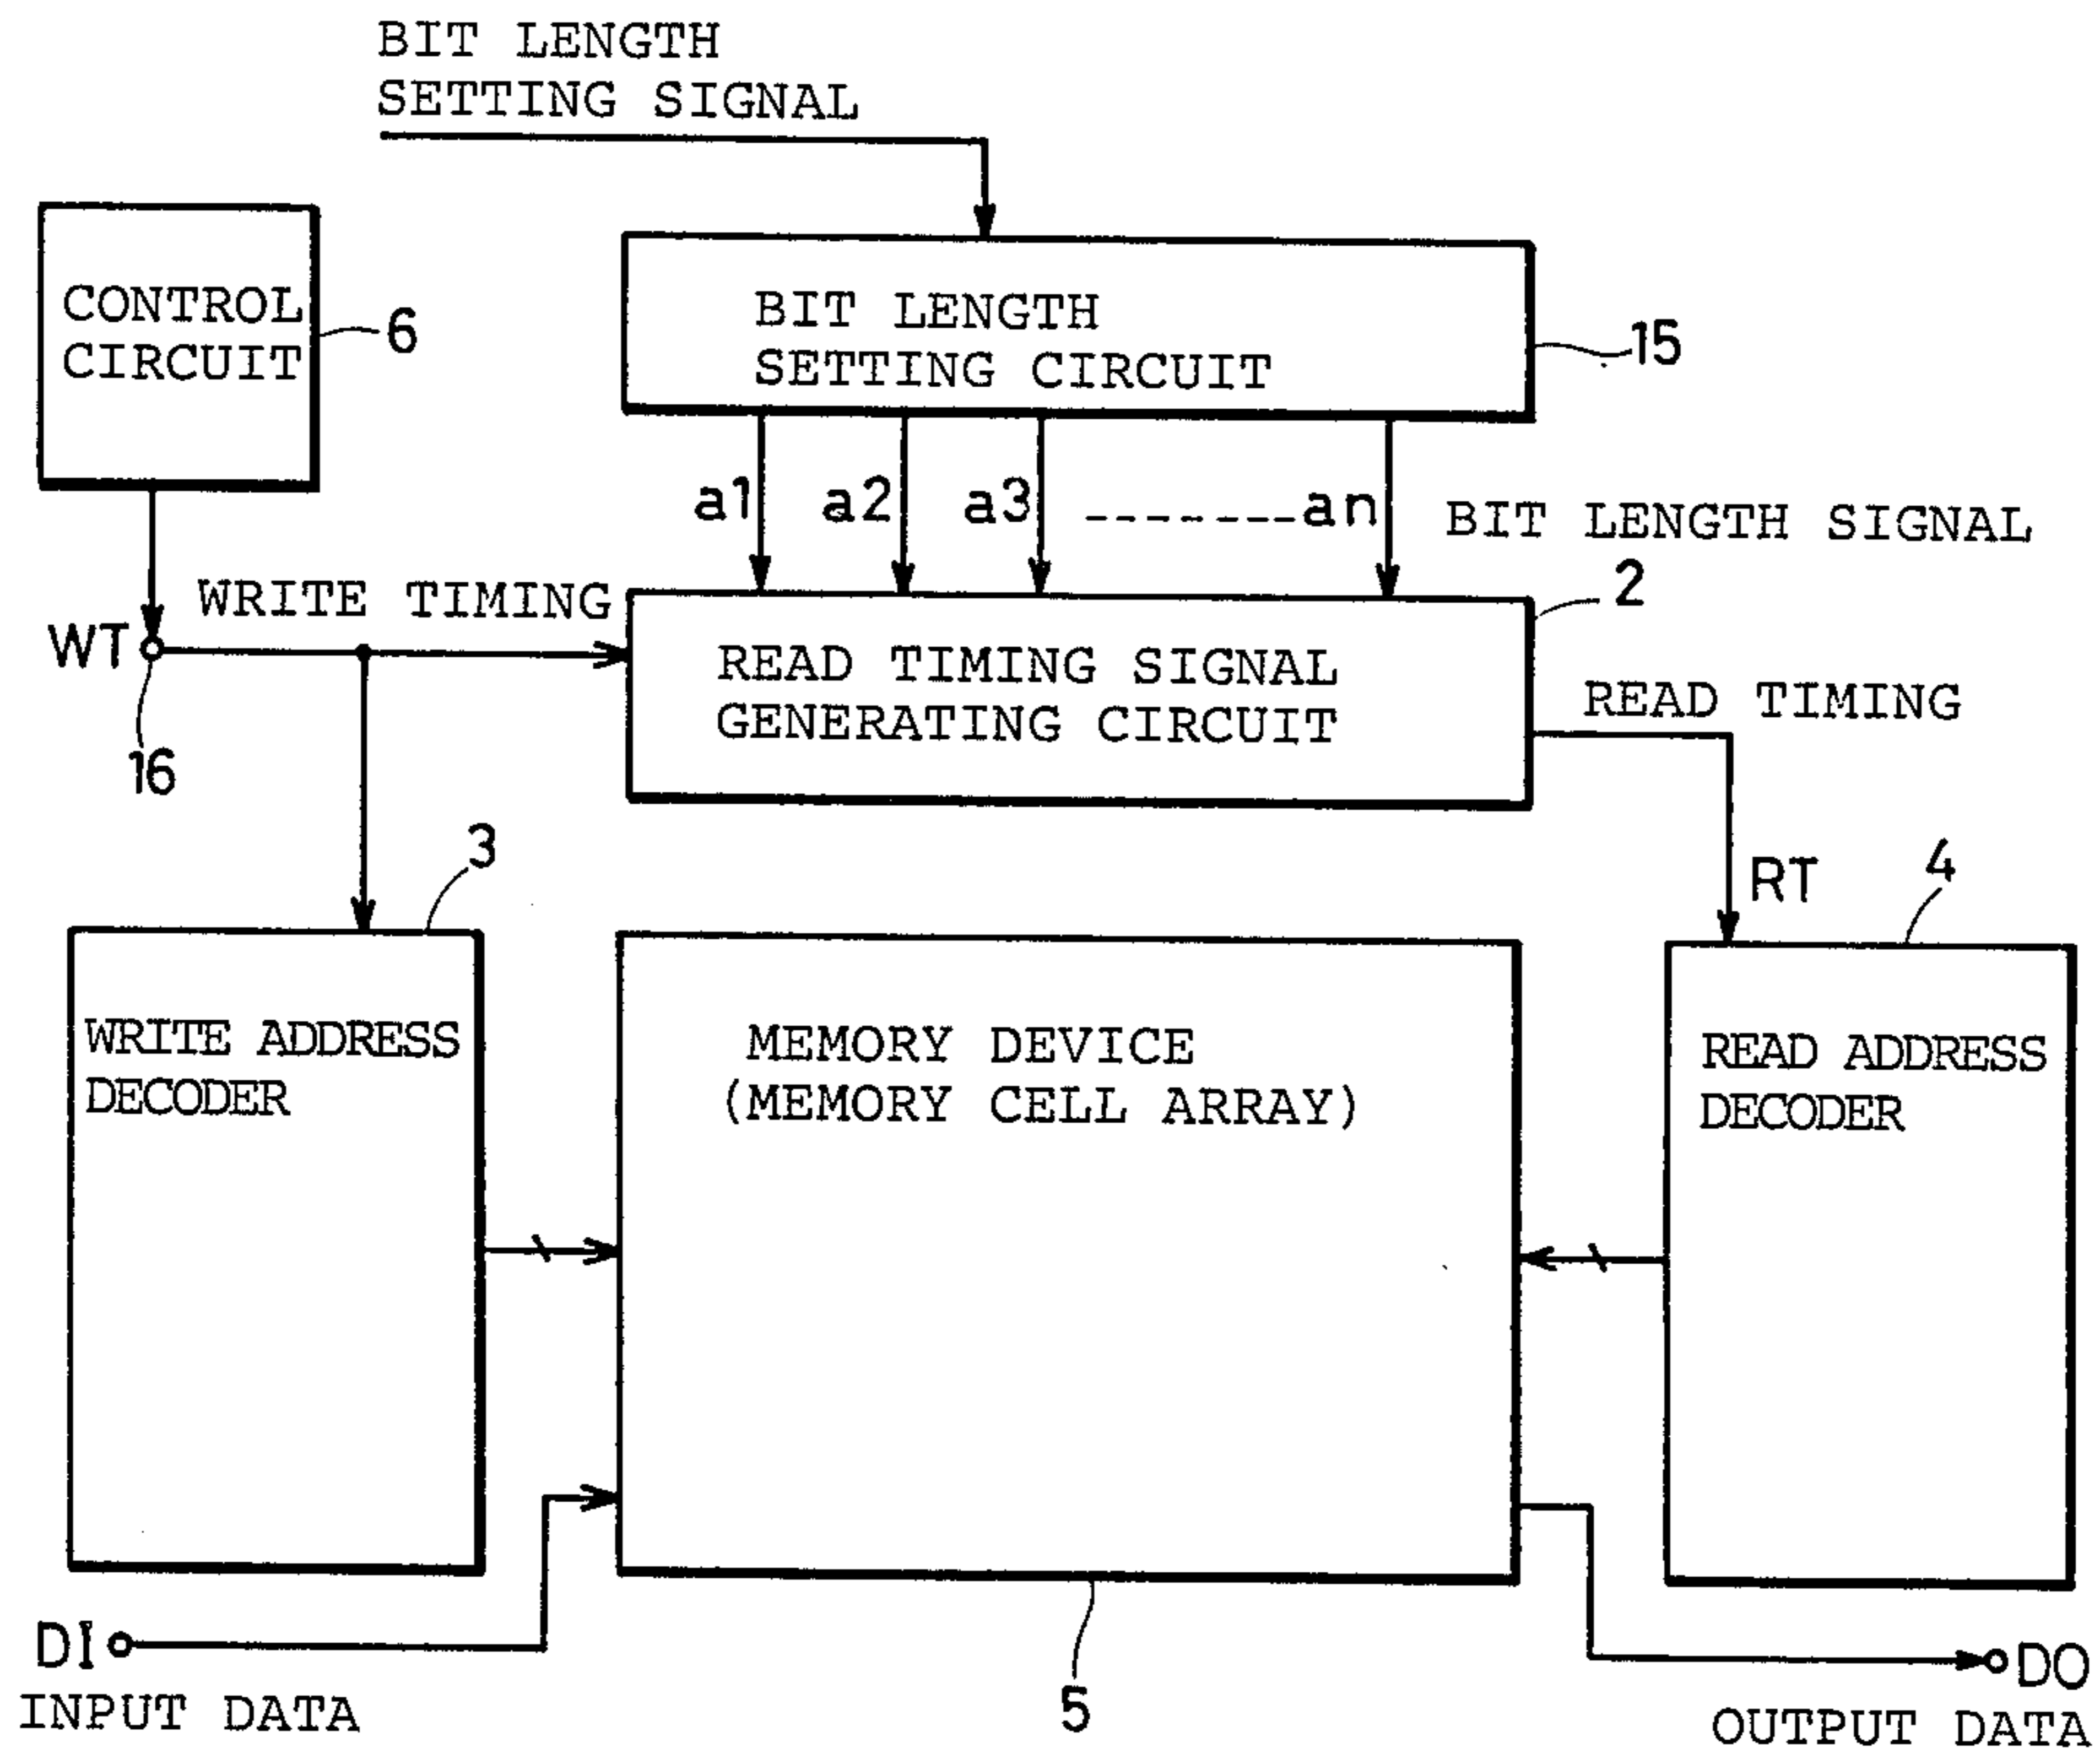 BIT LENGTH
SETTING SIGNAL
CONTROL
CIRCUIT
6
BIT LENGTH
SETTING CIRCUIT
15
a1 a2 a3 -------- an
BIT LENGTH SIGNAL
WRITE TIMING
WT
16
2
READ TIMING SIGNAL
GENERATING CIRCUIT
READ TIMING
RT
3
4
WRITE ADDRESS
DECODER
MEMORY DEVICE
(MEMORY CELL ARRAY)
READ ADDRESS
DECODER
DI
INPUT DATA
5
DO
OUTPUT DATA